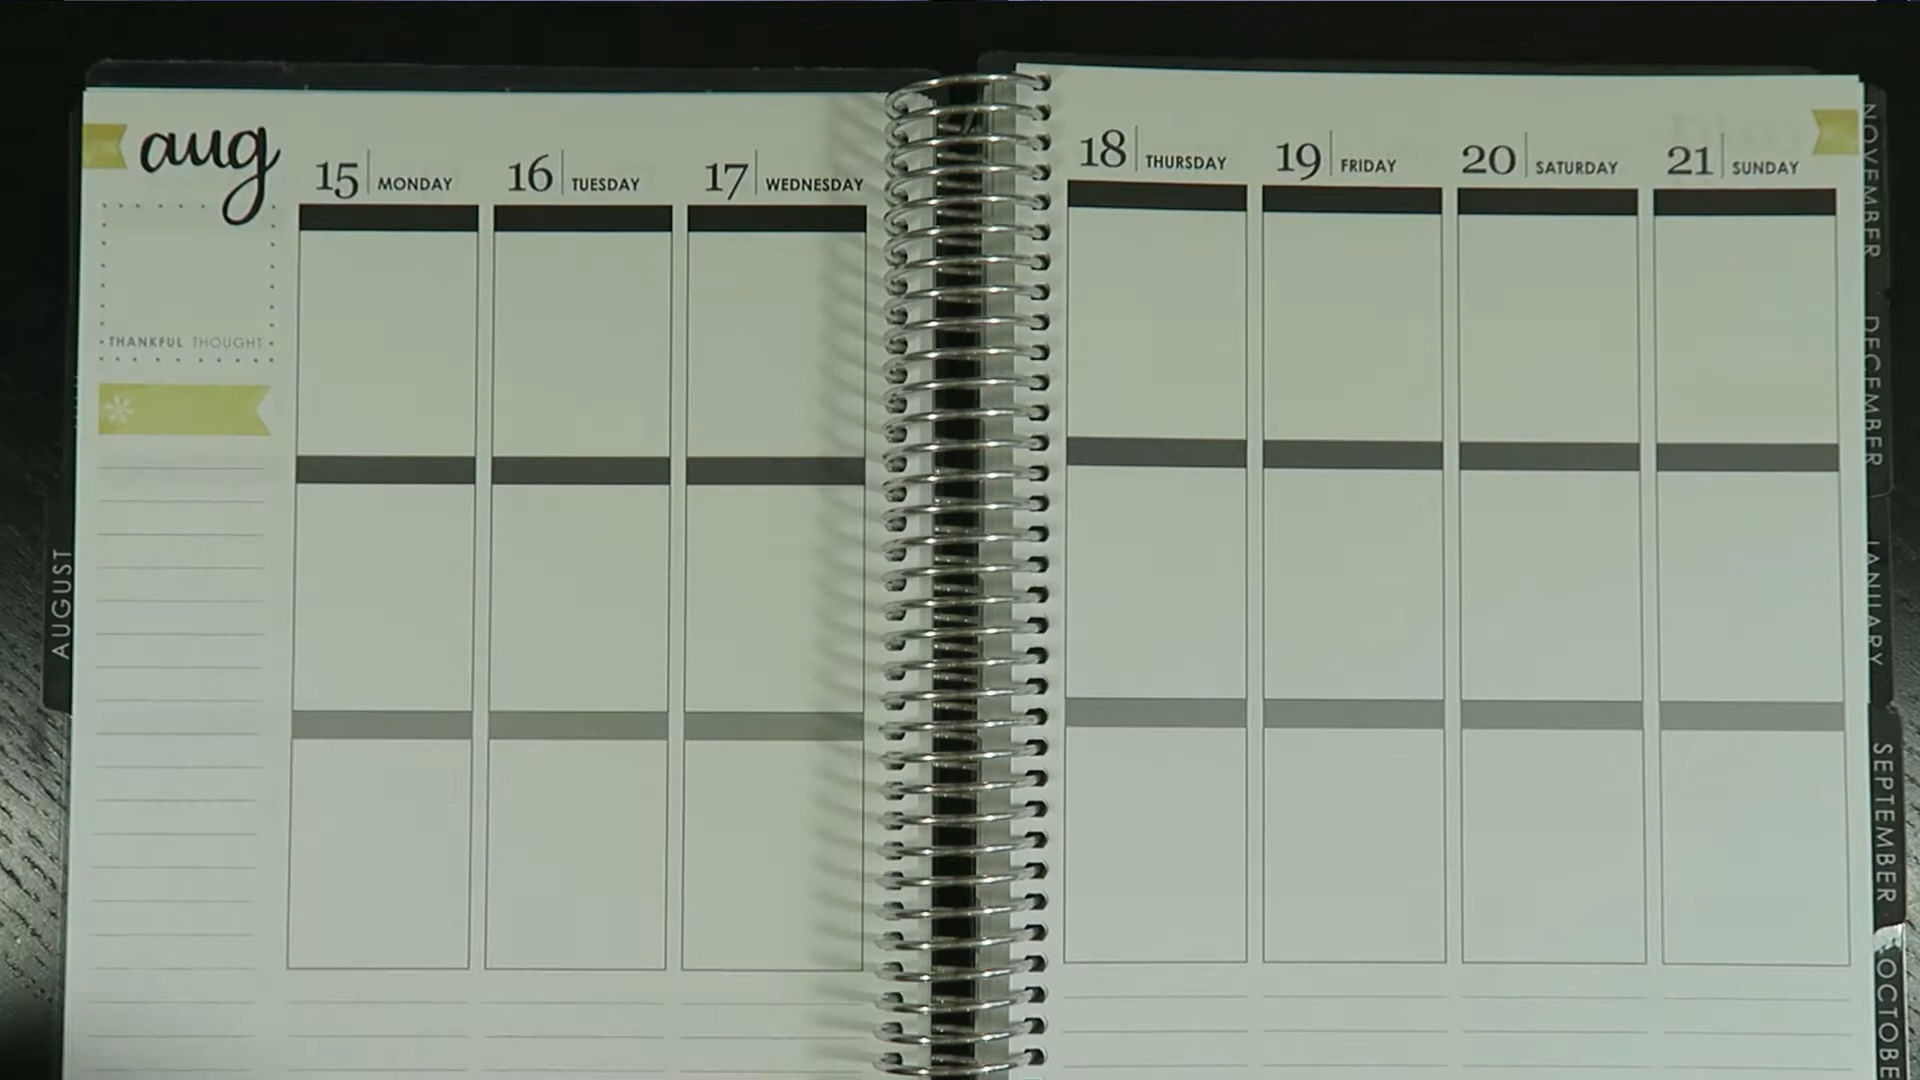 aug
15 MONDAY
16 TUESDAY
17 WEDNESDAY
18 THURSDAY
19 FRIDAY
20 SATURDAY
21 SUNDAY
THANKFUL THOUGHT
AUGUST
NOVEMBER
DECEMBER
JANUARY
SEPTEMBER
OCTOBE